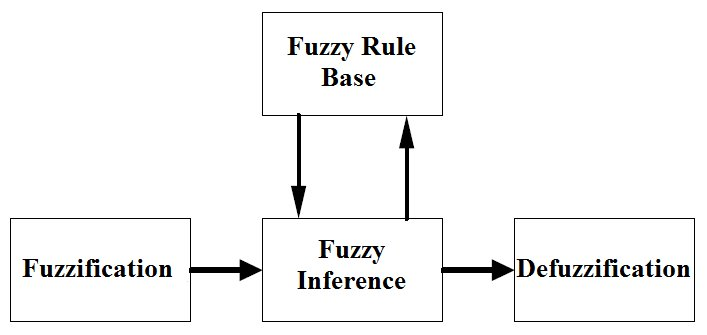 Fuzzy Rule
Base
Fuzzification
Fuzzy
Inference
Defuzzification